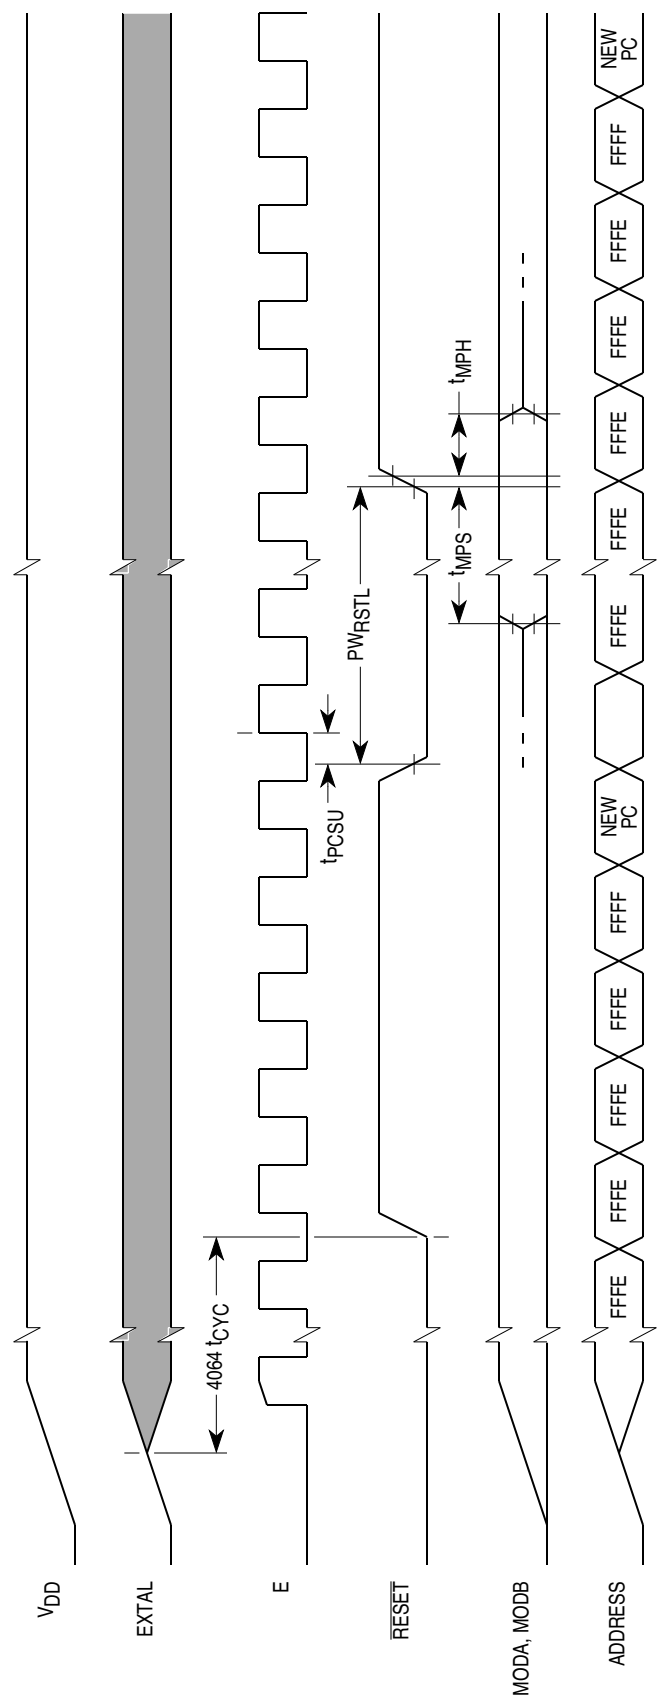 VDD
EXTAL
4064 tCYC
E
tPCSU
RESET
PWRSTL
MODA, MODB
tMPS
tMPH
ADDRESS
FFFE
FFFE
FFFE
FFFE
FFFF
NEW
PC
FFFE
FFFE
FFFE
FFFE
FFFE
FFFF
NEW
PC